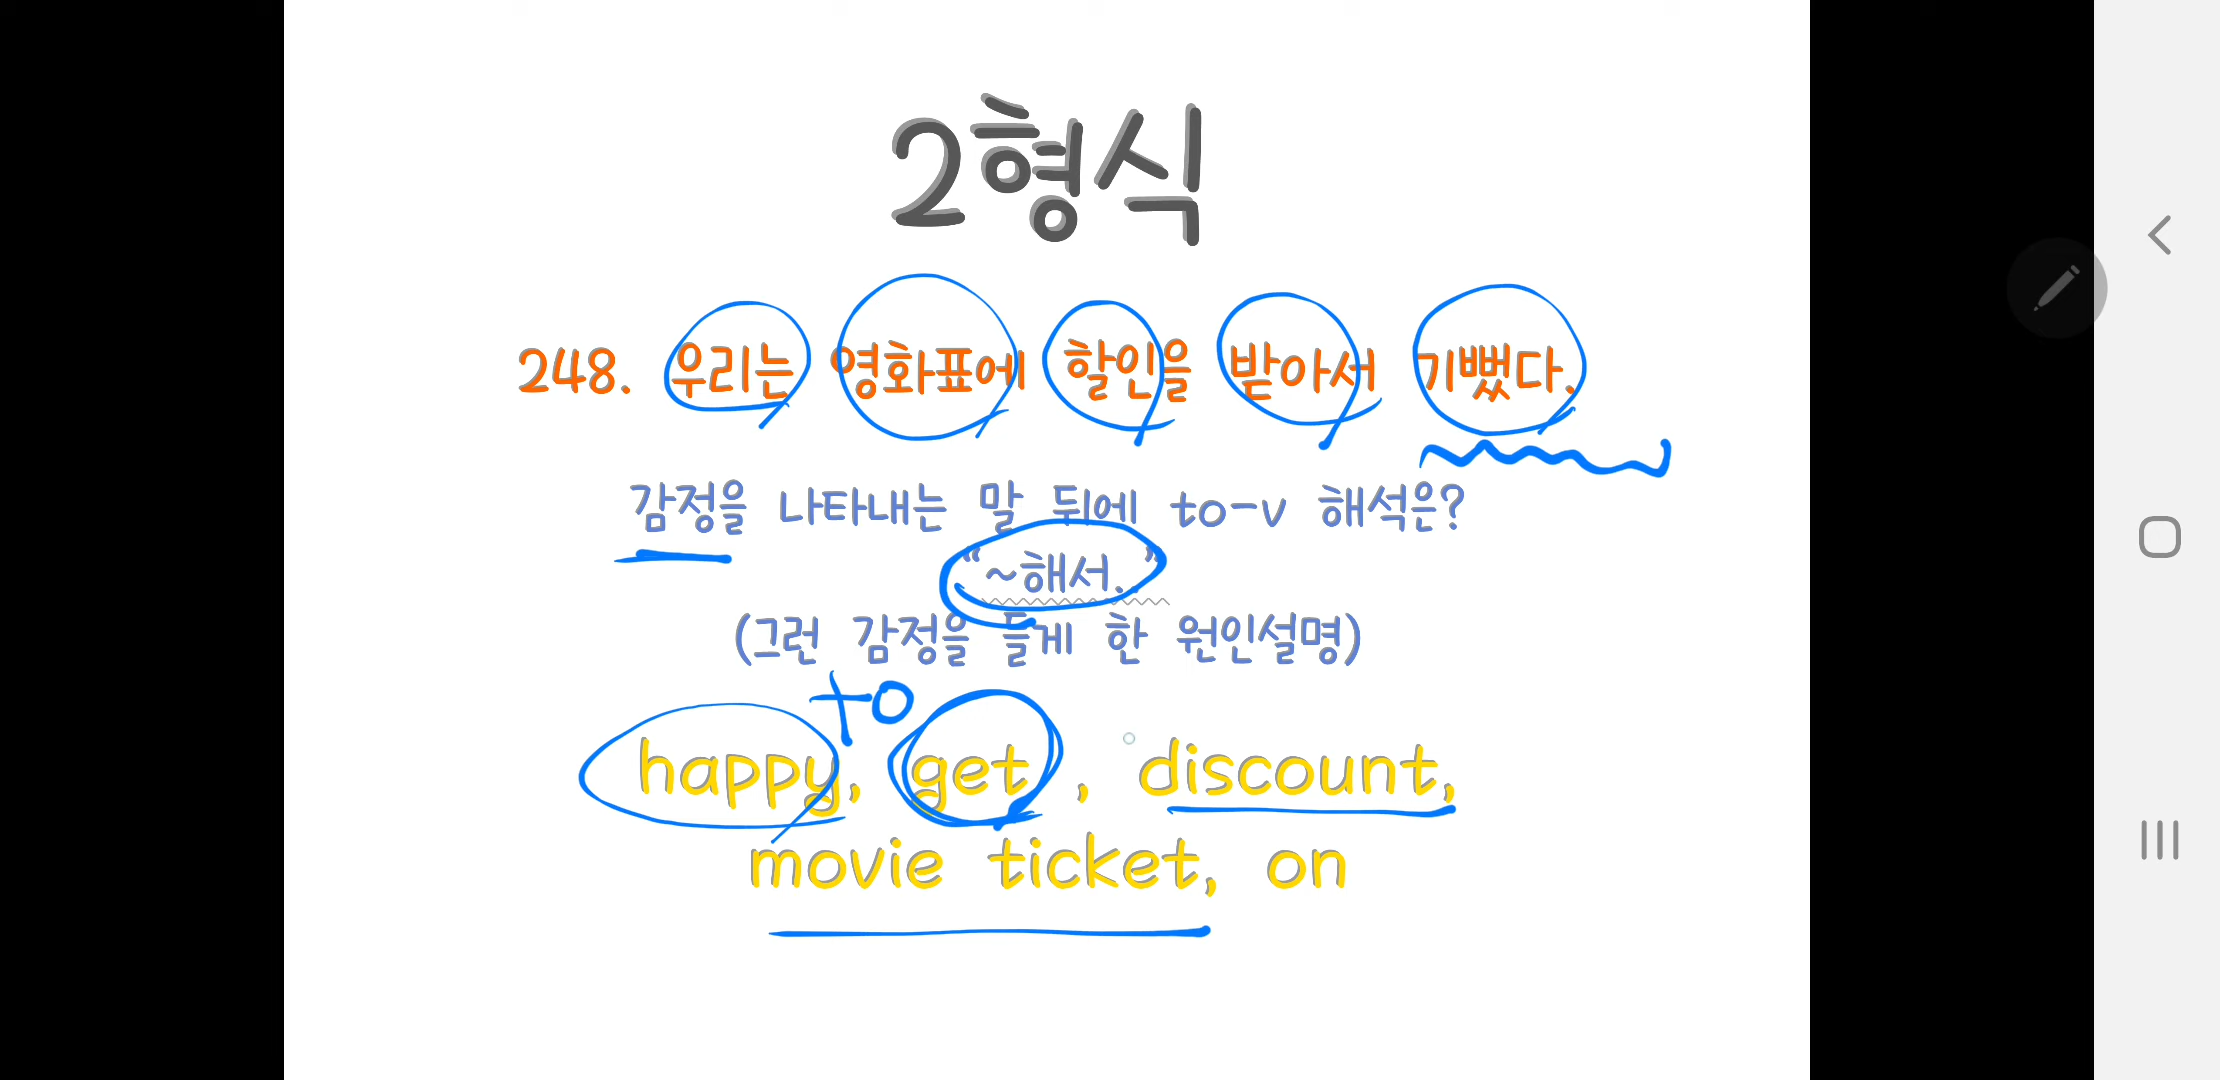 2형식
248. 우리는 영화표에 할인을 받아서 기뻤다.
감정을 나타내는 말 뒤에 to-v 해석은?
“~해서.”
(그런 감정을 들게 한 원인설명)
to
happy, get , discount,
movie ticket, on